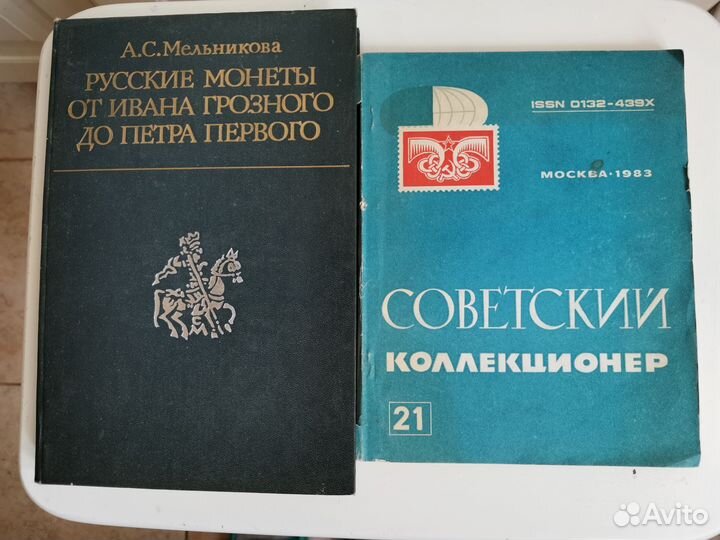 А.С.Мельникова
РУССКИЕ МОНЕТЫ
ОТ ИВАНА ГРОЗНОГО
ДО ПЕТРА ПЕРВОГО
ISSN 0132-439X
МОСКВА·1983
СОВЕТСКИЙ
КОЛЛЕКЦИОНЕР
21
Avito